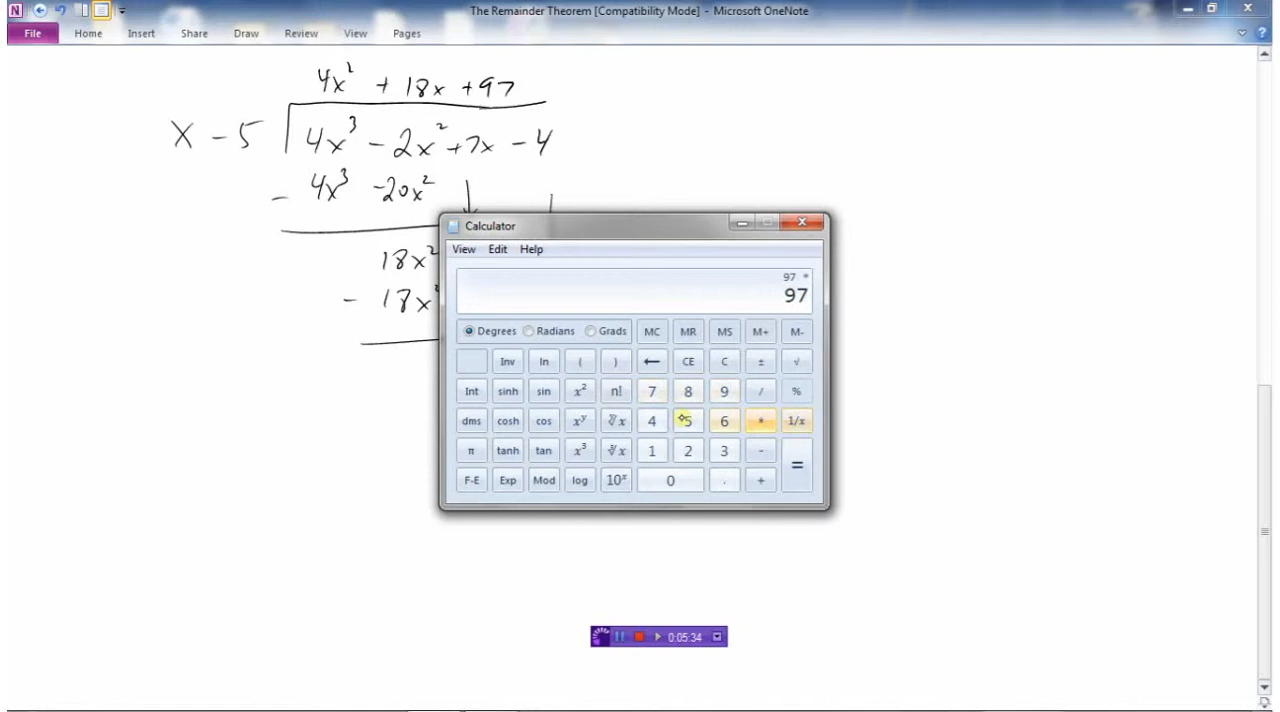 The Remainder Theorem [Compatibility Mode] - Microsoft OneNote
File Home Insert Share Draw Review View Pages
4x² + 18x + 97
x - 5 4x³ - 2x² + 7x - 4
- 4x³ - 20x²
18x²
- 18x²
Calculator
View Edit Help
97 *
97
Degrees Radians Grads MC MR MS M+ M-
Inv ln ( ) ← CE C ± √
Int sinh sin x² n! 7 8 9 / %
dms cosh cos xʸ ʸ√x 4 5 6 * 1/x
π tanh tan x³ ³√x 1 2 3 - =
F-E Exp Mod log 10ˣ 0 . +
0:05:34